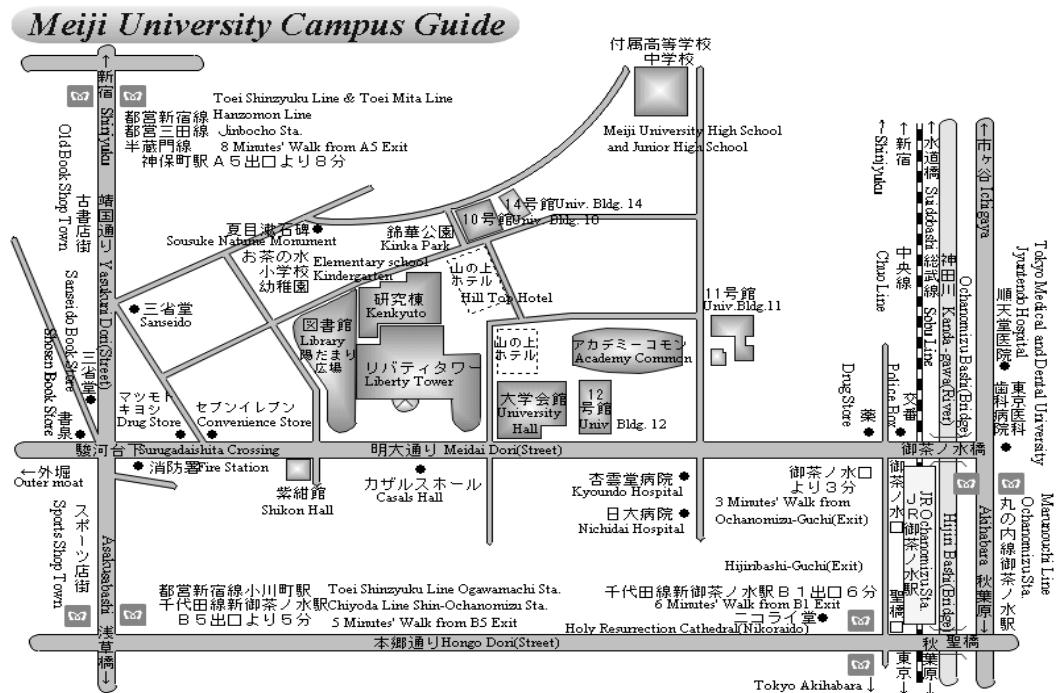 Meiji University Campus Guide
付属高等学校
中学校
Meiji University High School
and Junior High School
←新宿
Shinjyuku
Toei Shinzyuku Line & Toei Mita Line
都営新宿線 Hanzomon Line
都営三田線 Jinbocho Sta.
半蔵門線 8 Minutes' Walk from A5 Exit
神保町駅A5出口より8分
Old Book Shop Town
古書店街
靖国通り Yasukuni Dori(Street)
14号館 Univ. Bldg. 14
10号館 Univ. Bldg. 10
夏目漱石碑
Sousuke Natume Monument
錦華公園
Kinka Park
お茶の水
小学校
幼稚園
Elementary school
Kindergarten
山の上
ホテル
Hill Top Hotel
三省堂
Sanseido
研究棟
Kenkyuto
図書館
Library
陽だまり
広場
リバティタワー
Liberty Tower
山の上
ホテル
アカデミーコモン
Academy Common
11号館
Univ.Bldg.11
大学会館
University
Hall
12
号館
Univ Bldg. 12
Sanseido Book Store
三省堂
Shosen Book Store
書泉
マツモト
キヨシ
Drug Store
セブンイレブン
Convenience Store
駿河台下 Surugadaishita Crossing
明大通り Meidai Dori(Street)
御茶ノ水橋
←外堀
Outer moat
消防署 Fire Station
紫紺館
Shikon Hall
カザルスホール
Casals Hall
杏雲堂病院
Kyoundo Hospital
日大病院
Nichidai Hospital
御茶ノ水口
より3分
3 Minutes' Walk from
Ochanomizu-Guchi(Exit)
Hijiribashi-Guchi(Exit)
スポーツ店街
Sports Shop Town
Asakusabashi
浅草橋→
都営新宿線小川町駅 Toei Shinzyuku Line Ogawamachi Sta.
千代田線新御茶ノ水駅 Chiyoda Line Shin-Ochanomizu Sta.
B5出口より5分 5 Minutes' Walk from B5 Exit
千代田線新御茶ノ水駅B1出口6分
6 Minutes' Walk from B1 Exit
ニコライ堂
Holy Resurrection Cathedral(Nikoraido)
本郷通り Hongo Dori(Street)
聖橋
To Tokyo Akihabara ↓
←Shinjyuku
←新宿
←水道橋 Suidobashi
←市ヶ谷 Ichigaya
中央線
Chuo Line
総武線 Sobu Line
神田川 Kanda-gawa(River)
Ochanomizu Bashi(Bridge)
Drug Store
薬
Police Box
交番
順天堂医院
Jyuntendo Hospital
東京医科
歯科病院
Tokyo Medical and Dental University
御茶ノ水口
JR御茶ノ水駅
JR Ochanomizu Sta.
聖橋口
Hijiri Bashi(Bridge)
Akihabara 秋葉原→
Marunouchi Line
Ochanomizu Sta.
丸の内線御茶ノ水駅
東京→
秋葉原→